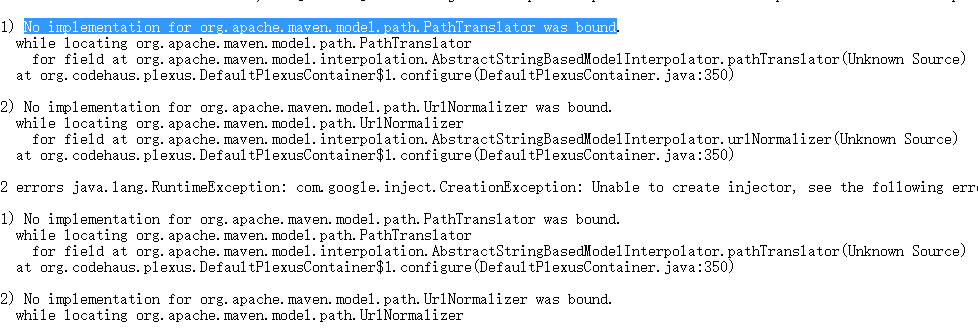 1) No implementation for org.apache.maven.model.path.PathTranslator was bound.
while locating org.apache.maven.model.path.PathTranslator
for field at org.apache.maven.model.interpolation.AbstractStringBasedModelInterpolator.pathTranslator(Unknown Source)
at org.codehaus.plexus.DefaultPlexusContainer$1.configure(DefaultPlexusContainer.java:350)
2) No implementation for org.apache.maven.model.path.UrlNormalizer was bound.
while locating org.apache.maven.model.path.UrlNormalizer
for field at org.apache.maven.model.interpolation.AbstractStringBasedModelInterpolator.urlNormalizer(Unknown Source)
at org.codehaus.plexus.DefaultPlexusContainer$1.configure(DefaultPlexusContainer.java:350)
2 errors java.lang.RuntimeException: com.google.inject.CreationException: Unable to create injector, see the following
1) No implementation for org.apache.maven.model.path.PathTranslator was bound.
while locating org.apache.maven.model.path.PathTranslator
for field at org.apache.maven.model.interpolation.AbstractStringBasedModelInterpolator.pathTranslator(Unknown Source)
at org.codehaus.plexus.DefaultPlexusContainer$1.configure(DefaultPlexusContainer.java:350)
2) No implementation for org.apache.maven.model.path.UrlNormalizer was bound.
while locating org.apache.maven.model.path.UrlNormalizer